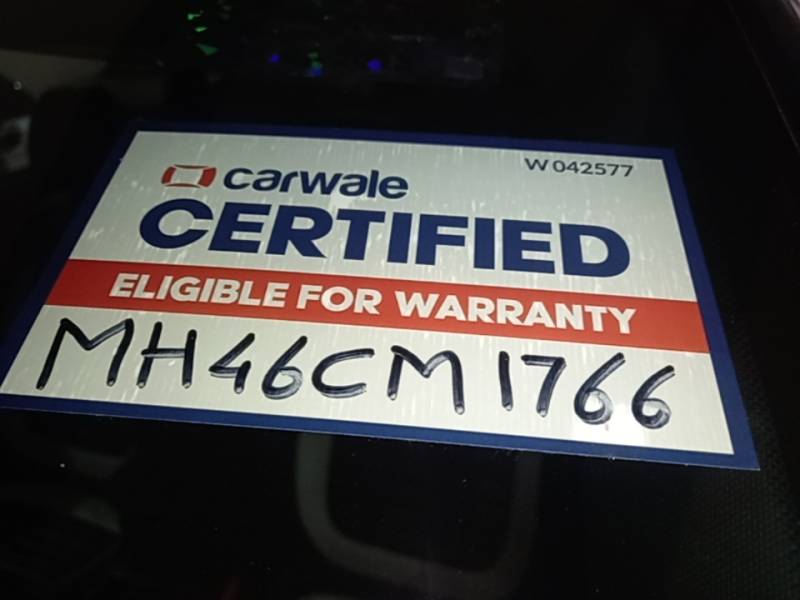 W 042577
carwale
CERTIFIED
ELIGIBLE FOR WARRANTY
MH46CM1766